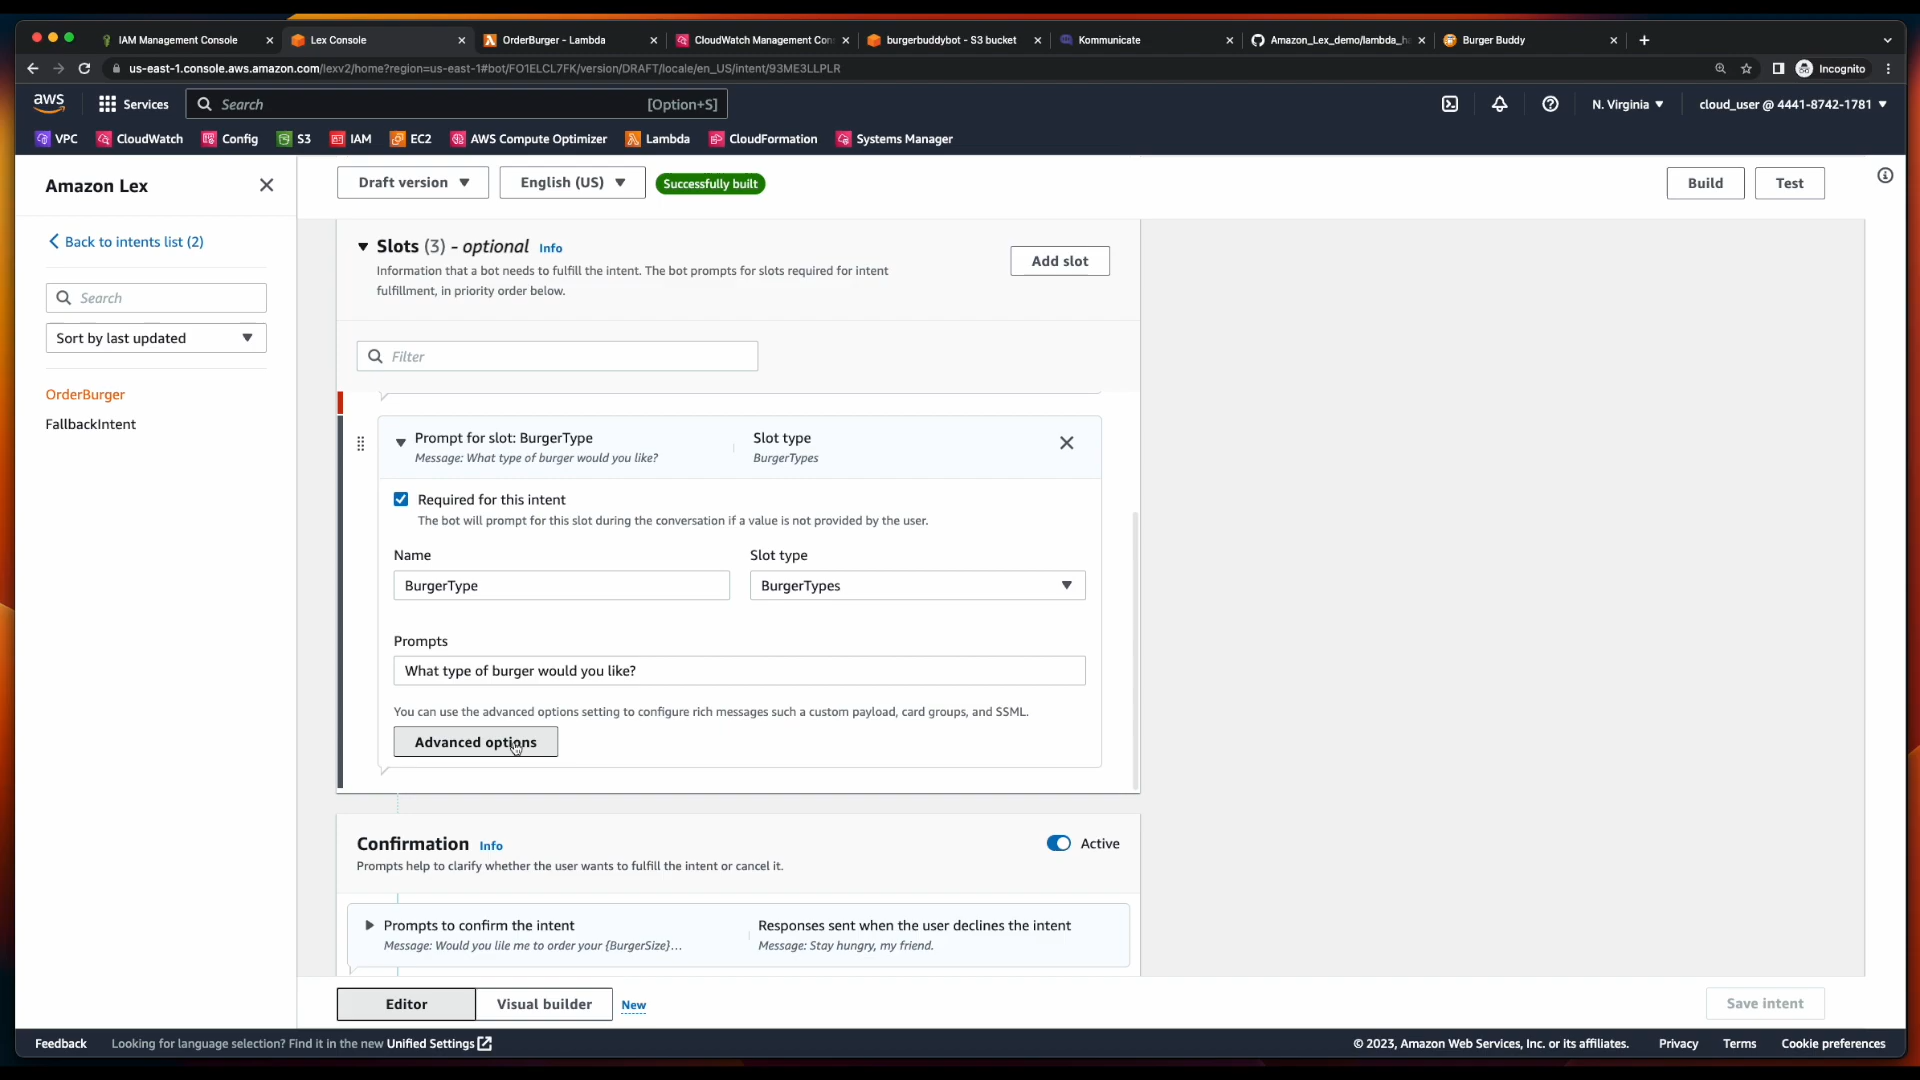 IAM Management Console
Lex Console
OrderBurger - Lambda
CloudWatch Management Con
burgerbuddybot - S3 bucket
Kommunicate
Amazon_Lex_demo/lambda_h
Burger Buddy
us-east-1.console.aws.amazon.com/lexv2/home?region=us-east-1#bot/FO1ELCL7FK/version/DRAFT/locale/en_US/intent/93ME3LLPLR
Incognito
aws
Services
Search
[Option+S]
N. Virginia
cloud_user @ 4441-8742-1781
VPC
CloudWatch
Config
S3
IAM
EC2
AWS Compute Optimizer
Lambda
CloudFormation
Systems Manager
Amazon Lex
Draft version
English (US)
Successfully built
Build
Test
Back to intents list (2)
Search
Sort by last updated
OrderBurger
FallbackIntent
Slots (3) - optional Info
Information that a bot needs to fulfill the intent. The bot prompts for slots required for intent
fulfillment, in priority order below.
Add slot
Filter
Prompt for slot: BurgerType
Message: What type of burger would you like?
Slot type
BurgerTypes
Required for this intent
The bot will prompt for this slot during the conversation if a value is not provided by the user.
Name
Slot type
BurgerType
BurgerTypes
Prompts
What type of burger would you like?
You can use the advanced options setting to configure rich messages such a custom payload, card groups, and SSML.
Advanced options
Confirmation Info
Active
Prompts help to clarify whether the user wants to fulfill the intent or cancel it.
Prompts to confirm the intent
Message: Would you lile me to order your {BurgerSize}...
Responses sent when the user declines the intent
Message: Stay hungry, my friend.
Editor
Visual builder
New
Save intent
Feedback
Looking for language selection? Find it in the new Unified Settings
© 2023, Amazon Web Services, Inc. or its affiliates.
Privacy
Terms
Cookie preferences